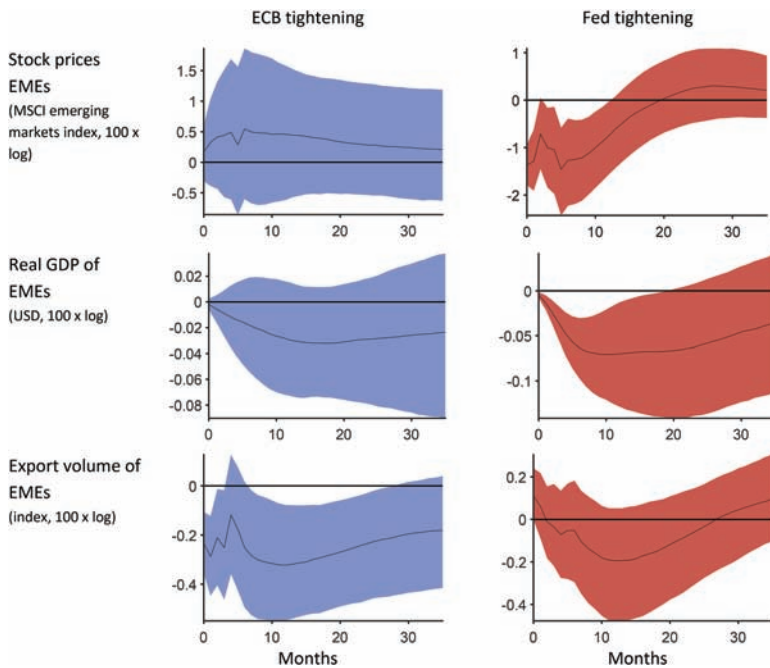 ECB tightening
Fed tightening
Stock prices
EMEs
(MSCI emerging
markets index, 100 x
log)
1.5
1
0.5
0
-0.5
0 10 20 30
1
0
-1
-2
0 10 20 30
Real GDP of
EMEs
(USD, 100 x log)
0.02
0
-0.02
-0.04
-0.06
-0.08
0 10 20 30
0
-0.05
-0.1
0 10 20 30
Export volume of
EMEs
(index, 100 x log)
0
-0.2
-0.4
0 10 20 30
Months
0.2
0
-0.2
-0.4
0 10 20 30
Months